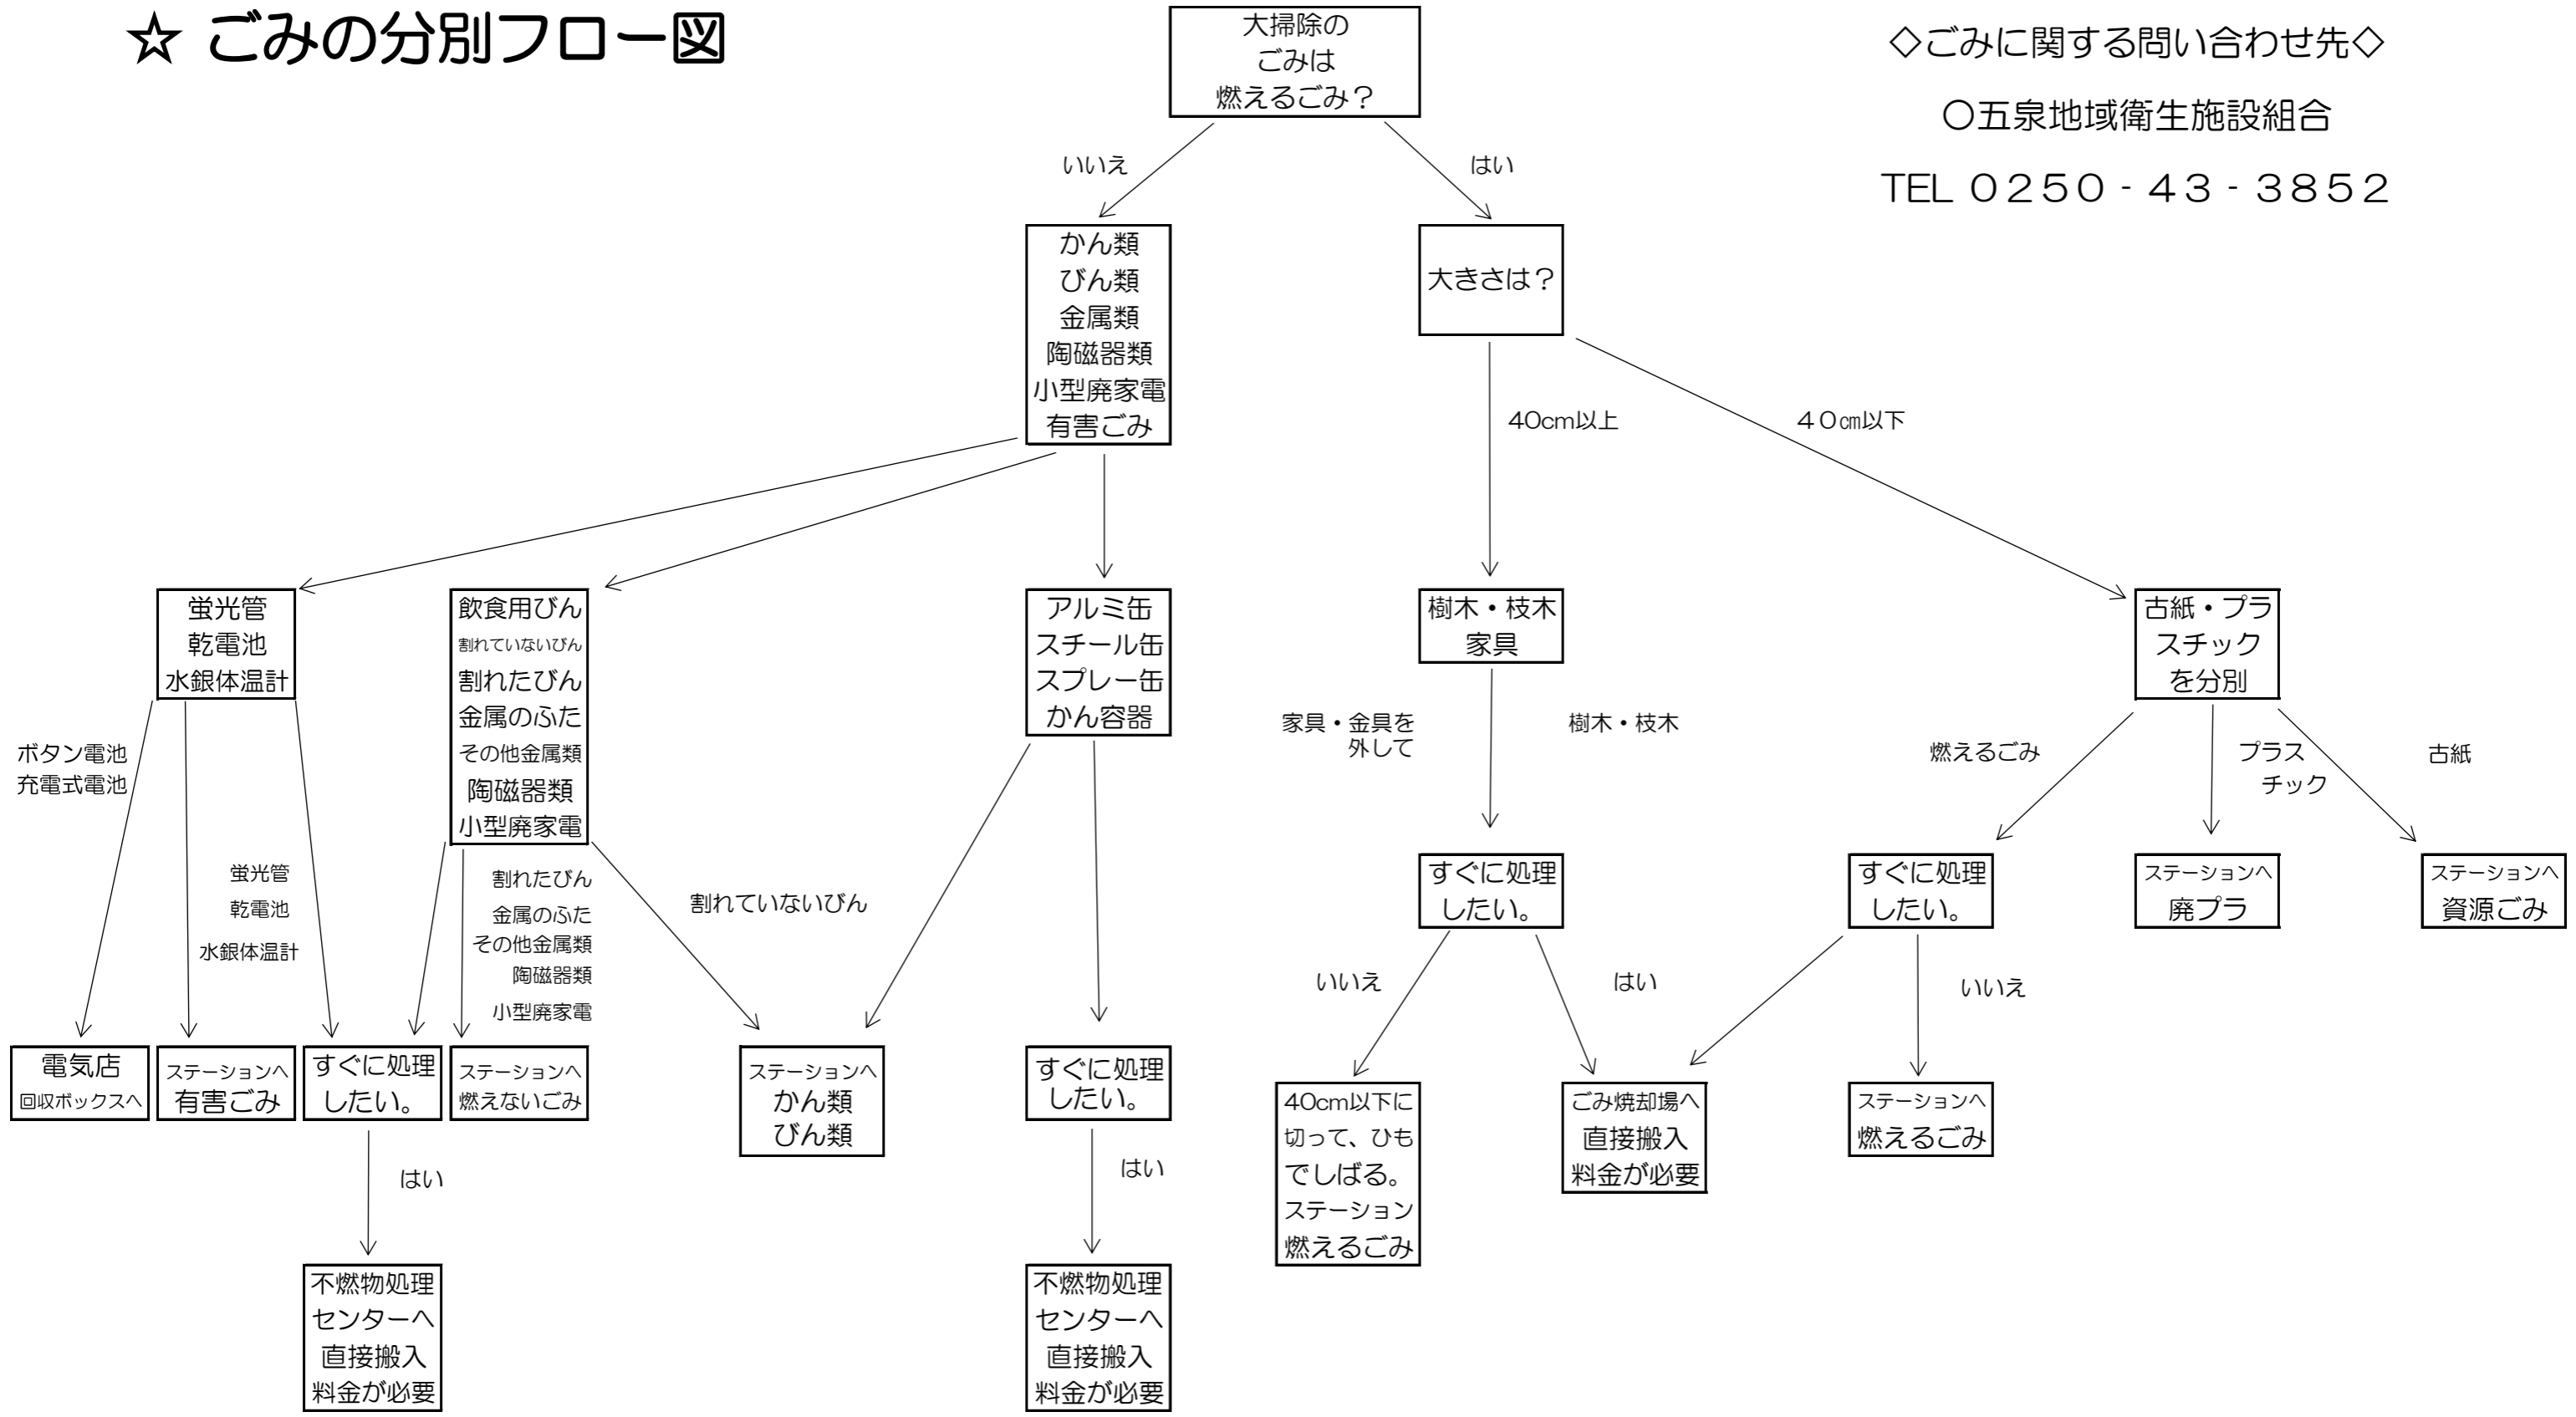 ☆ ごみの分別フロー図
大掃除の
ごみは
燃えるごみ？
◇ごみに関する問い合わせ先◇
〇五泉地域衛生施設組合
TEL ０２５０‐４３‐３８５２
いいえ
はい
かん類
びん類
金属類
陶磁器類
小型廃家電
有害ごみ
大きさは？
40cm以上
４０㎝以下
蛍光管
乾電池
水銀体温計
飲食用びん
割れていないびん
割れたびん
金属のふた
その他金属類
陶磁器類
小型廃家電
アルミ缶
スチール缶
スプレー缶
かん容器
樹木・枝木
家具
古紙・プラ
スチック
を分別
ボタン電池
充電式電池
蛍光管
乾電池
水銀体温計
割れたびん
金属のふた
その他金属類
陶磁器類
小型廃家電
割れていないびん
家具・金具を
外して
樹木・枝木
燃えるごみ
プラス
チック
古紙
すぐに処理
したい。
すぐに処理
したい。
ステーションへ
廃プラ
ステーションへ
資源ごみ
いいえ
はい
いいえ
電気店
回収ボックスへ
ステーションへ
有害ごみ
すぐに処理
したい。
ステーションへ
燃えないごみ
ステーションへ
かん類
びん類
すぐに処理
したい。
40cm以下に
切って、ひも
でしばる。
ステーション
燃えるごみ
ごみ焼却場へ
直接搬入
料金が必要
ステーションへ
燃えるごみ
はい
はい
不燃物処理
センターへ
直接搬入
料金が必要
不燃物処理
センターへ
直接搬入
料金が必要